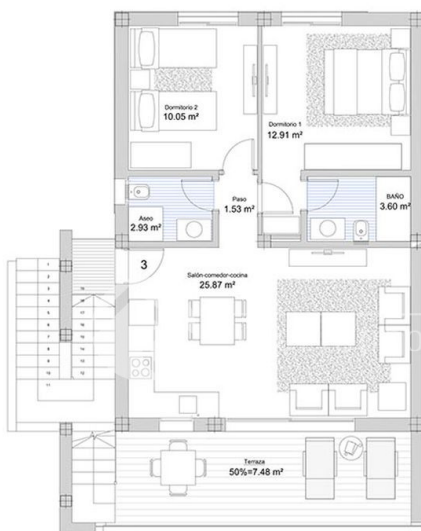 Dormitorio 2
10.05 m²
Dormitorio 1
12.91 m²
Aseo
2.93 m²
Paso
1.53 m²
BAÑO
3.60 m²
3
Salón-comedor-cocina
25.87 m²
Terraza
50%=7.48 m²